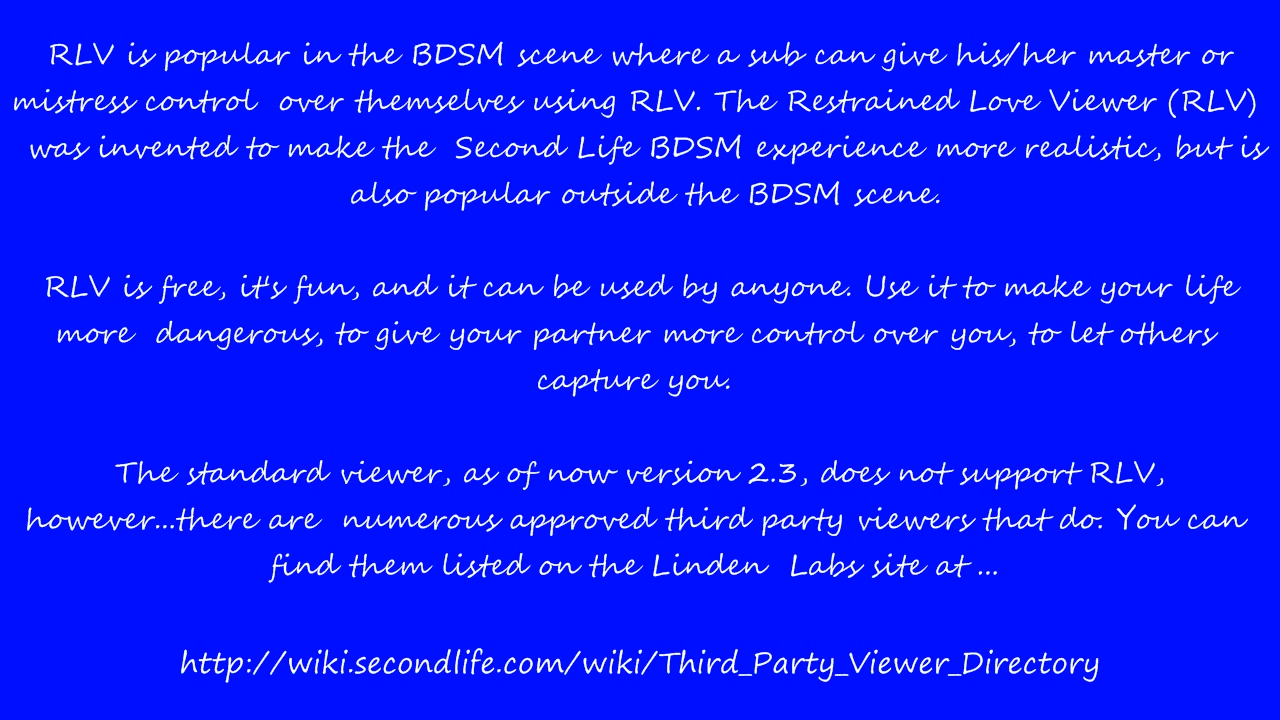 RLV is popular in the BDSM scene where a sub can give his/her master or
mistress control over themselves using RLV. The Restrained Love Viewer (RLV)
was invented to make the Second Life BDSM experience more realistic, but is
also popular outside the BDSM scene.
RLV is free, it's fun, and it can be used by anyone. Use it to make your life
more dangerous, to give your partner more control over you, to let others
capture you.
The standard viewer, as of now version 2.3, does not support RLV,
however...there are numerous approved third party viewers that do. You can
find them listed on the Linden Labs site at ...
http://wiki.secondlife.com/wiki/Third_Party_Viewer_Directory